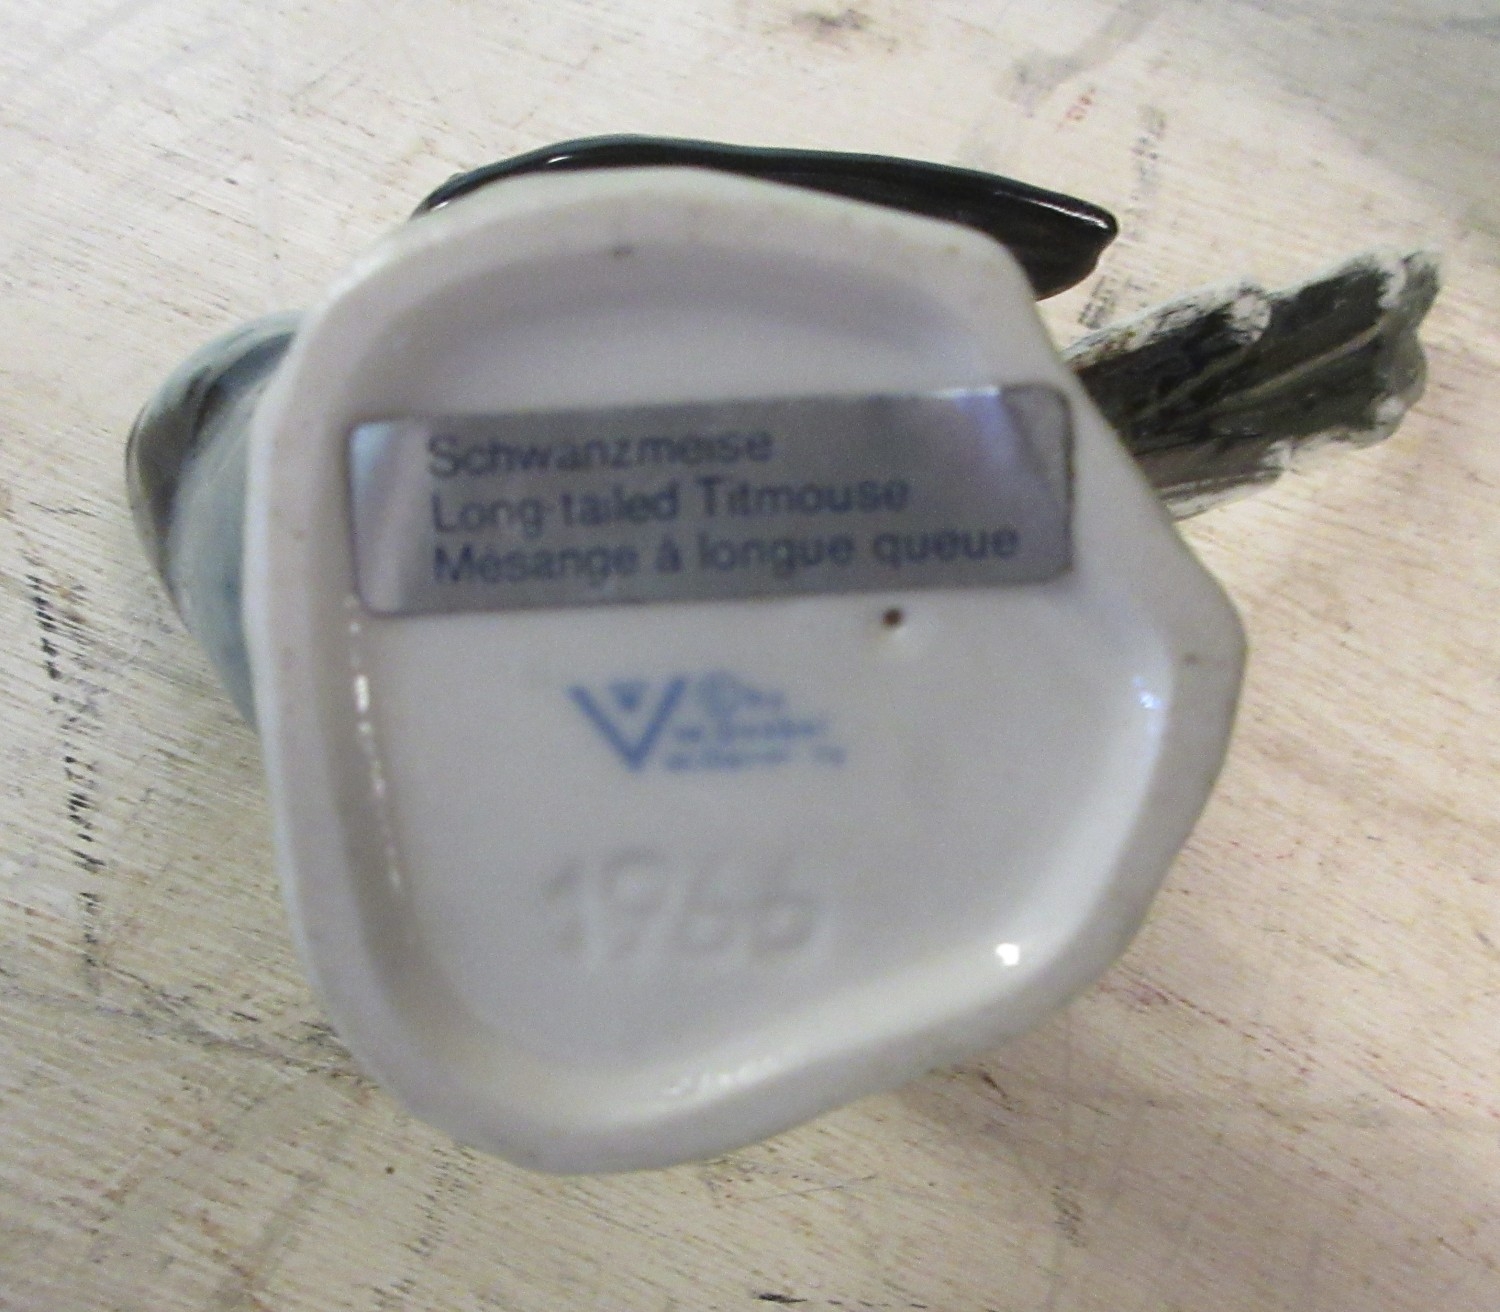 Schwanzmeise
Long-tailed Titmouse
Mésange à longue queue
1966